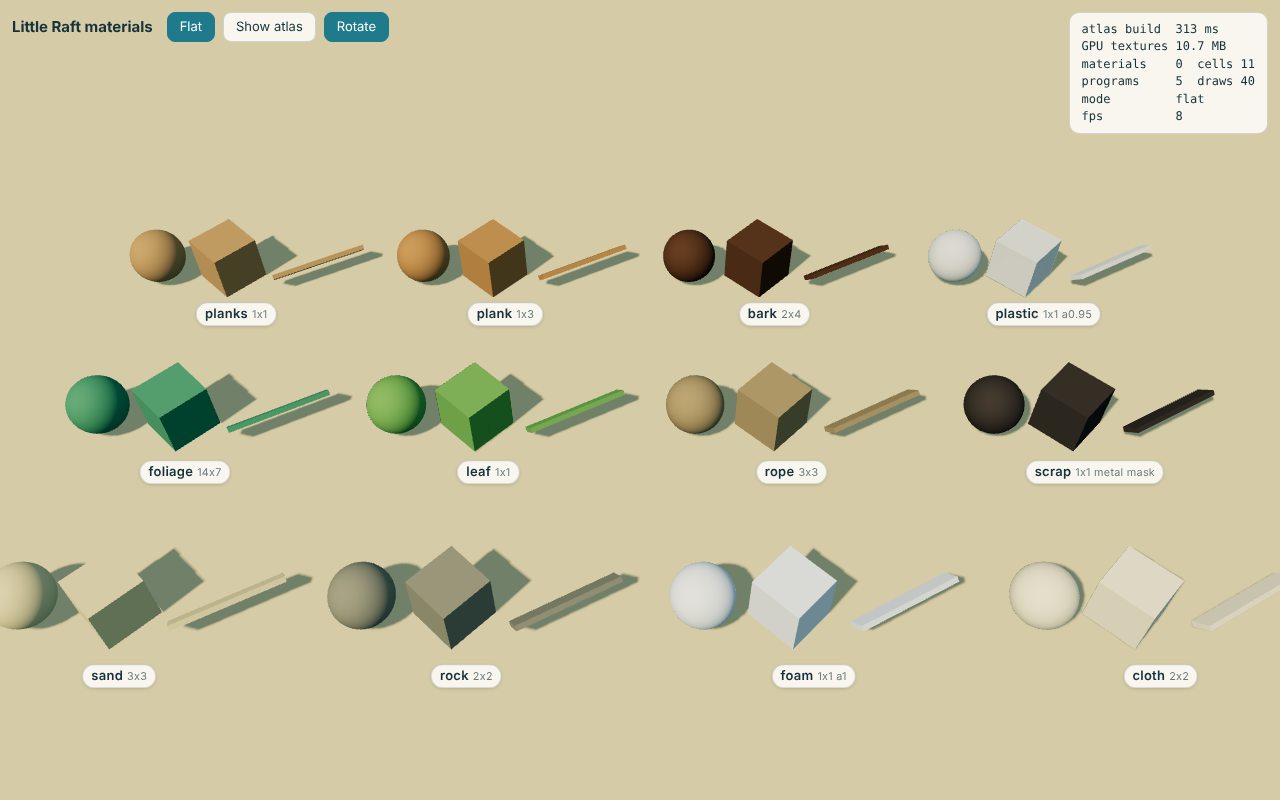 Little Raft materials Flat Show atlas Rotate
atlas build 313 ms
GPU textures 10.7 MB
materials 0 cells 11
programs 5 draws 40
mode flat
fps 8
planks 1x1
plank 1x3
bark 2x4
plastic 1x1 a0.95
foliage 14x7
leaf 1x1
rope 3x3
scrap 1x1 metal mask
sand 3x3
rock 2x2
foam 1x1 a1
cloth 2x2